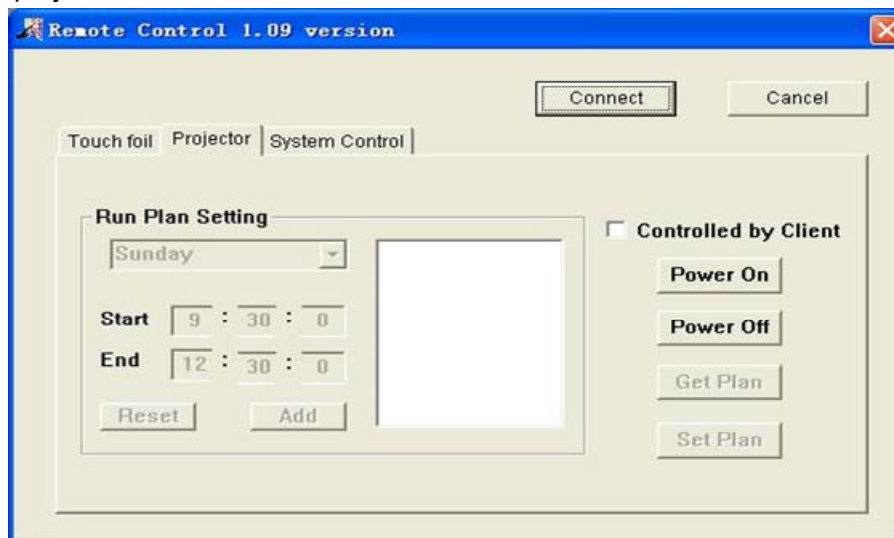 Remote Control 1.09 version
Connect Cancel
Touch foil Projector System Control
Run Plan Setting
Sunday
Start 9 : 30 : 0
End 12 : 30 : 0
Reset Add
Controlled by Client
Power On
Power Off
Get Plan
Set Plan